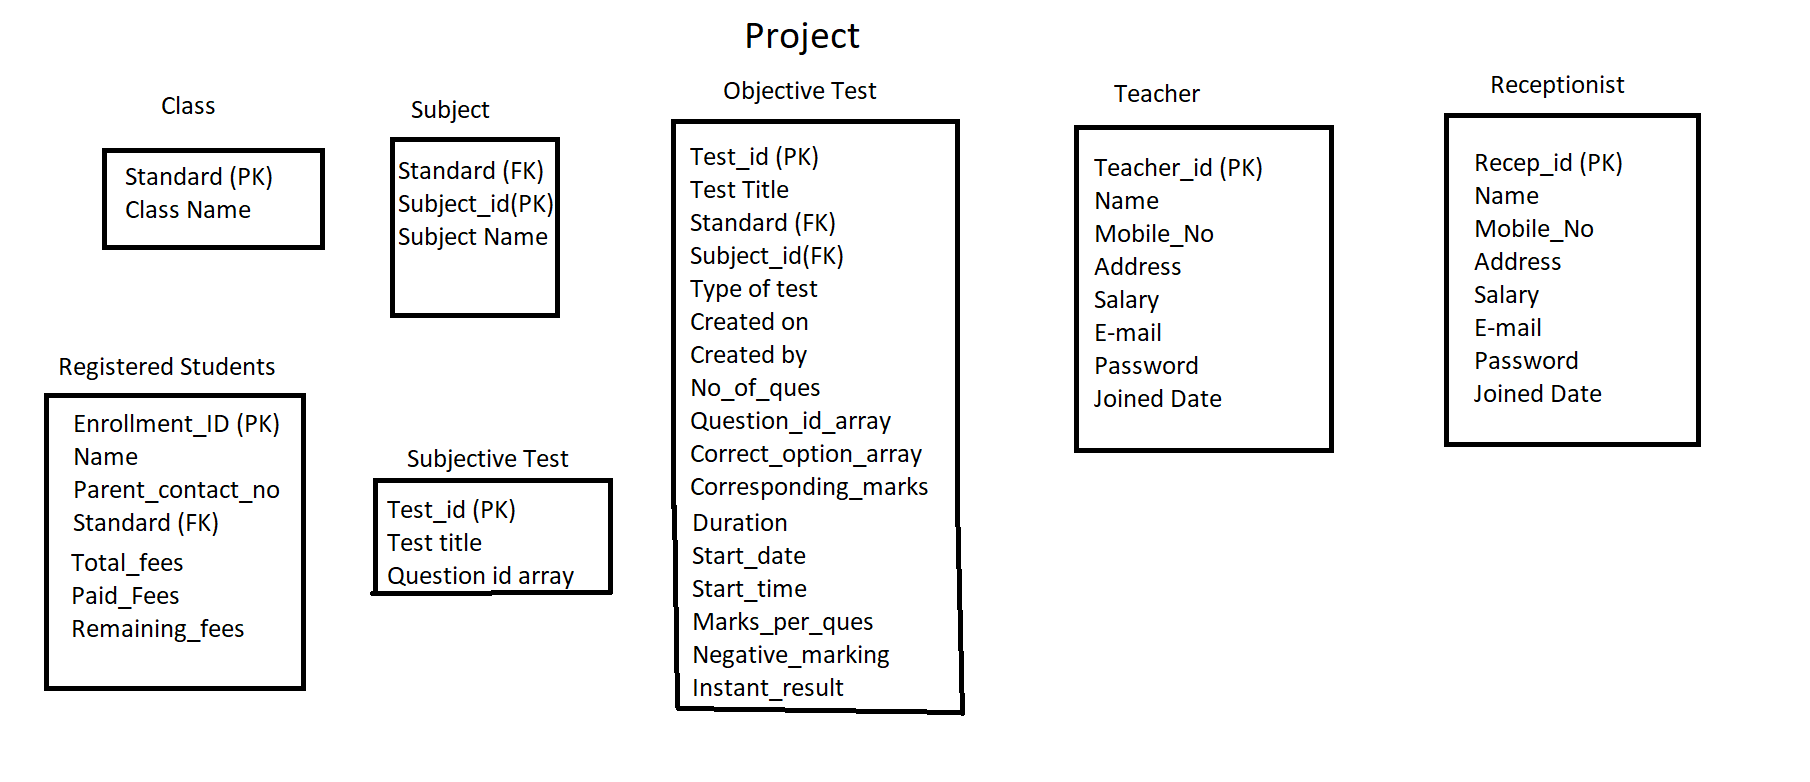 Project
Class
Standard (PK)
Class Name
Subject
Standard (FK)
Subject_id(PK)
Subject Name
Objective Test
Test_id (PK)
Test Title
Standard (FK)
Subject_id(FK)
Type of test
Created on
Created by
No_of_ques
Question_id_array
Correct_option_array
Corresponding_marks
Duration
Start_date
Start_time
Marks_per_ques
Negative_marking
Instant_result
Teacher
Teacher_id (PK)
Name
Mobile_No
Address
Salary
E-mail
Password
Joined Date
Receptionist
Recep_id (PK)
Name
Mobile_No
Address
Salary
E-mail
Password
Joined Date
Registered Students
Enrollment_ID (PK)
Name
Parent_contact_no
Standard (FK)
Total_fees
Paid_Fees
Remaining_fees
Subjective Test
Test_id (PK)
Test title
Question id array